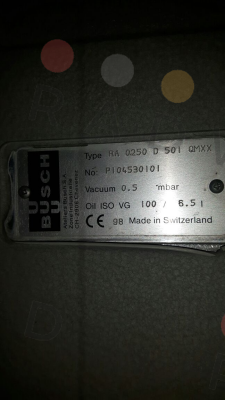 BUSCH
Type RA 0250 D 501 QMXX
No. P104530101
Vacuum 0.5 mbar
Oil ISO VG 100 / 6.5 l
CE 98 Made in Switzerland